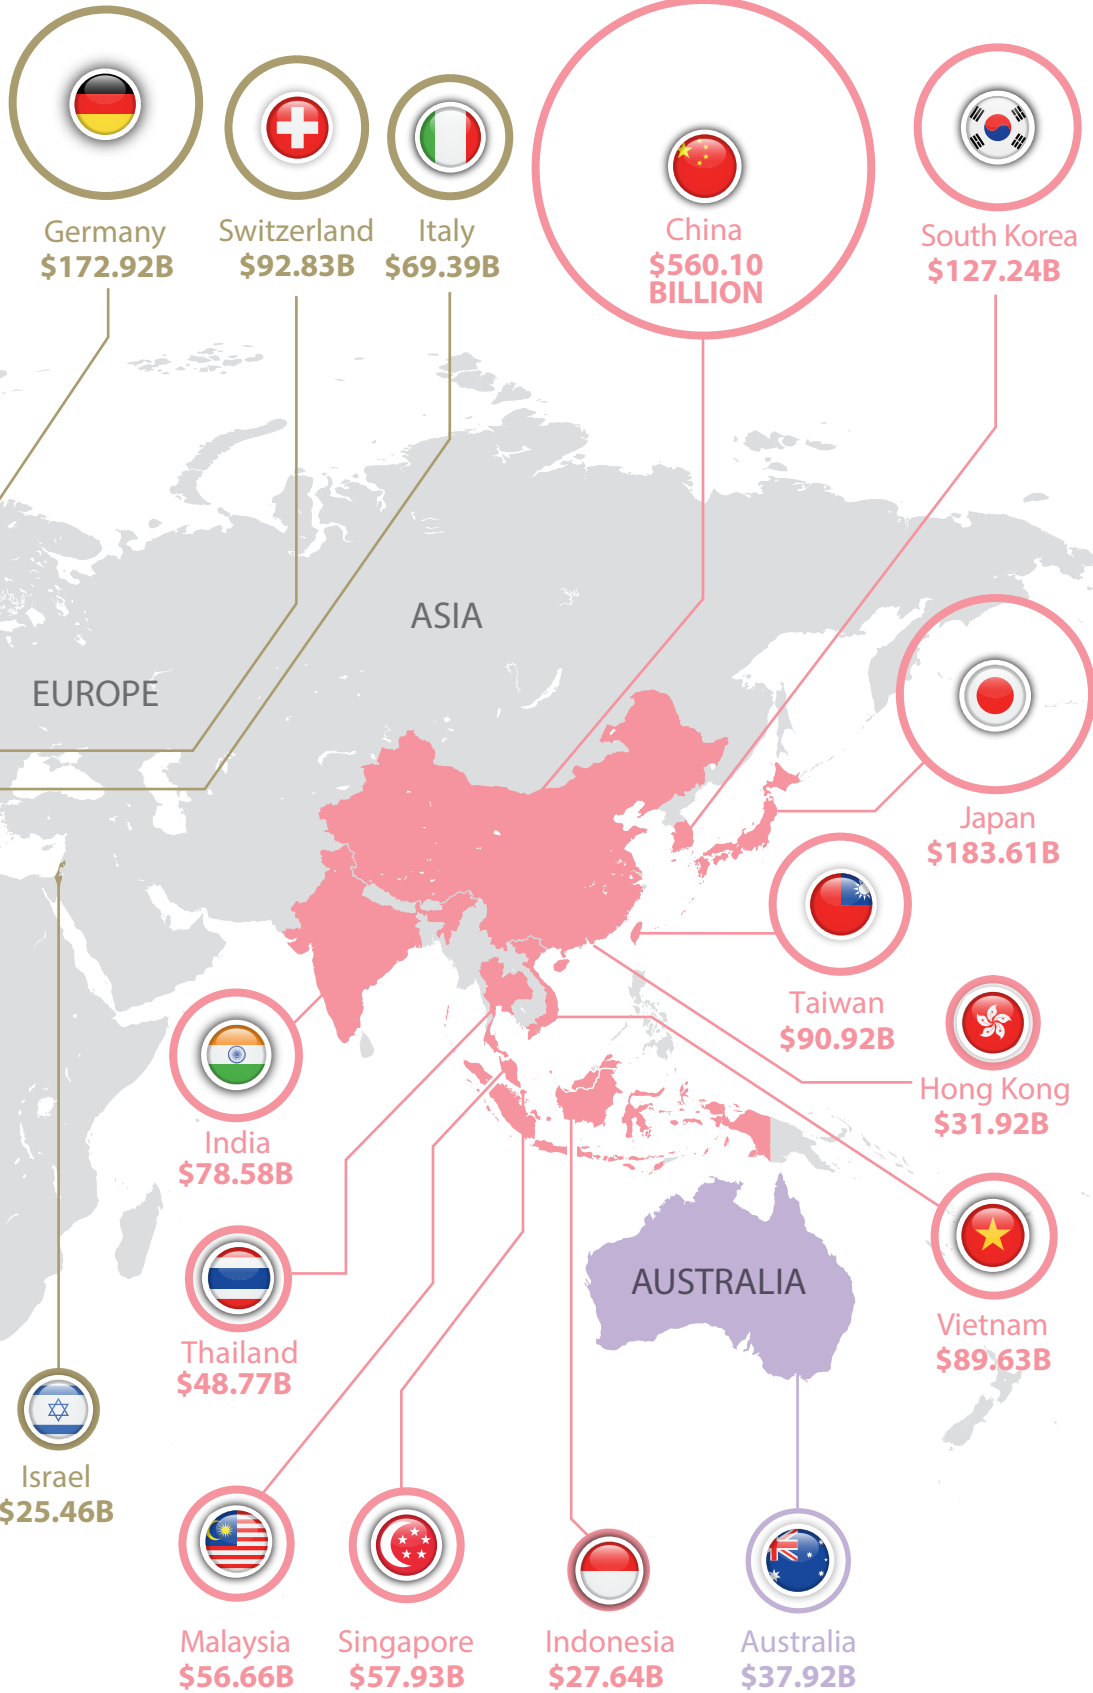 Germany
$172.92B
Switzerland
$92.83B
Italy
$69.39B
China
$560.10
BILLION
South Korea
$127.24B
ASIA
EUROPE
Japan
$183.61B
Taiwan
$90.92B
Hong Kong
$31.92B
India
$78.58B
Thailand
$48.77B
AUSTRALIA
Vietnam
$89.63B
Israel
$25.46B
Malaysia
$56.66B
Singapore
$57.93B
Indonesia
$27.64B
Australia
$37.92B